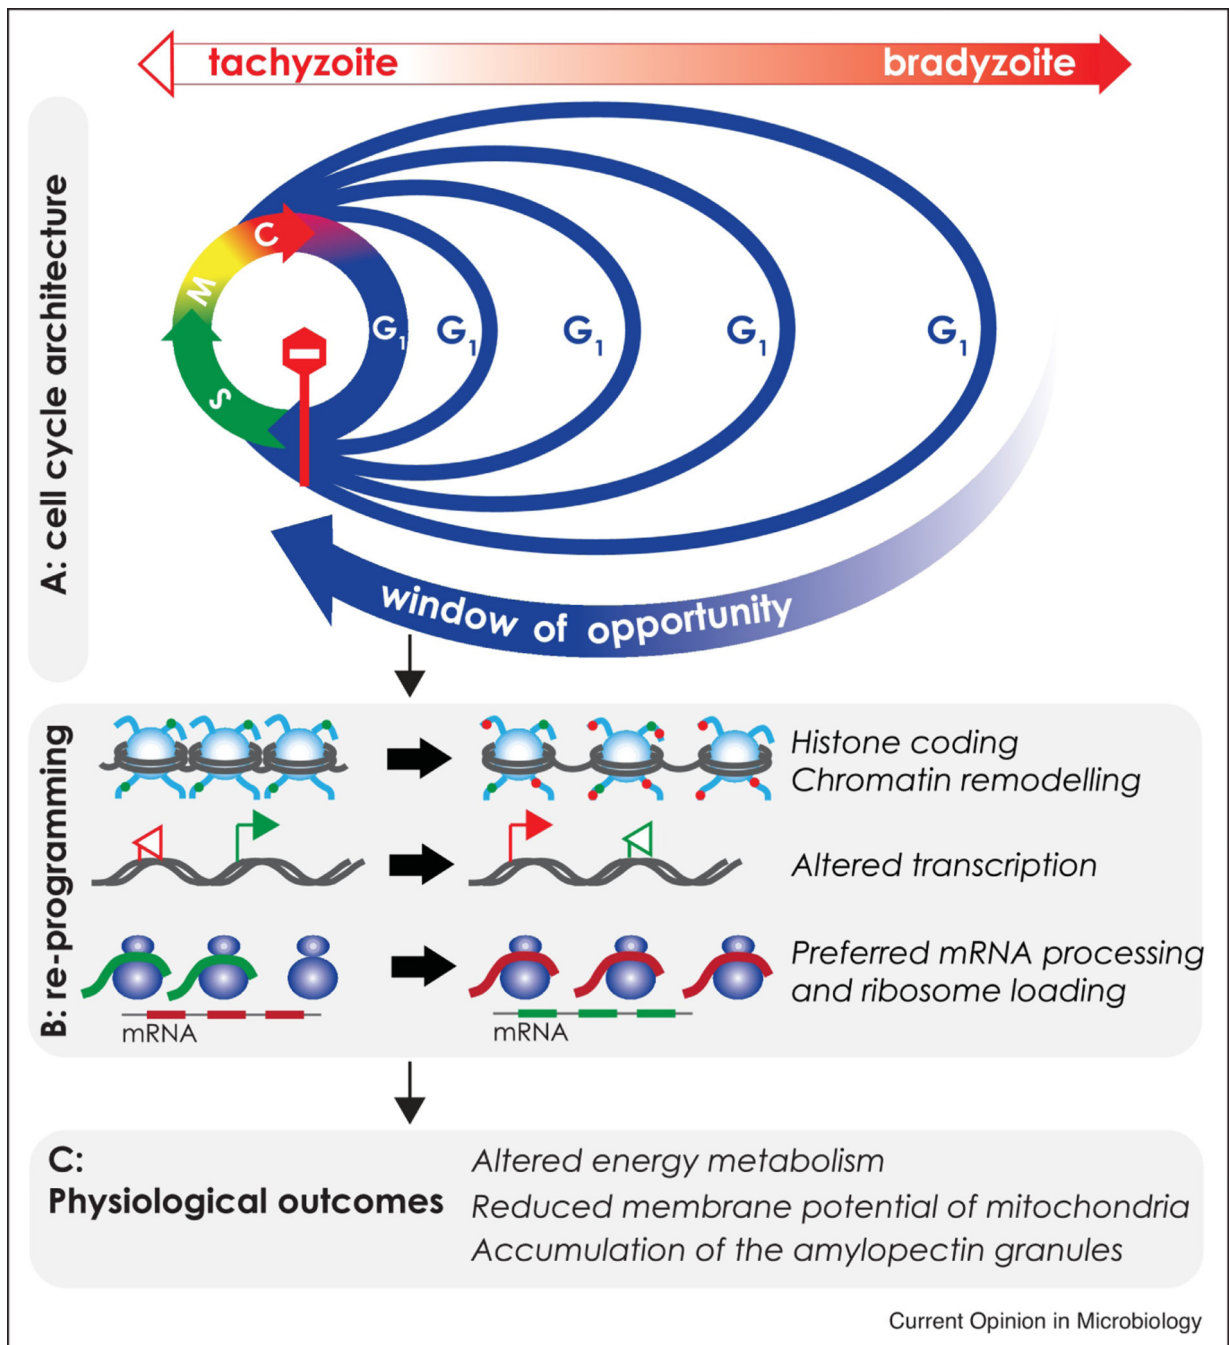 tachyzoite
bradyzoite
A: cell cycle architecture
C
M
S
G1
G1
G1
G1
G1
window of opportunity
B: re-programming
Histone coding
Chromatin remodelling
Altered transcription
Preferred mRNA processing
and ribosome loading
mRNA
mRNA
C:
Physiological outcomes
Altered energy metabolism
Reduced membrane potential of mitochondria
Accumulation of the amylopectin granules
Current Opinion in Microbiology